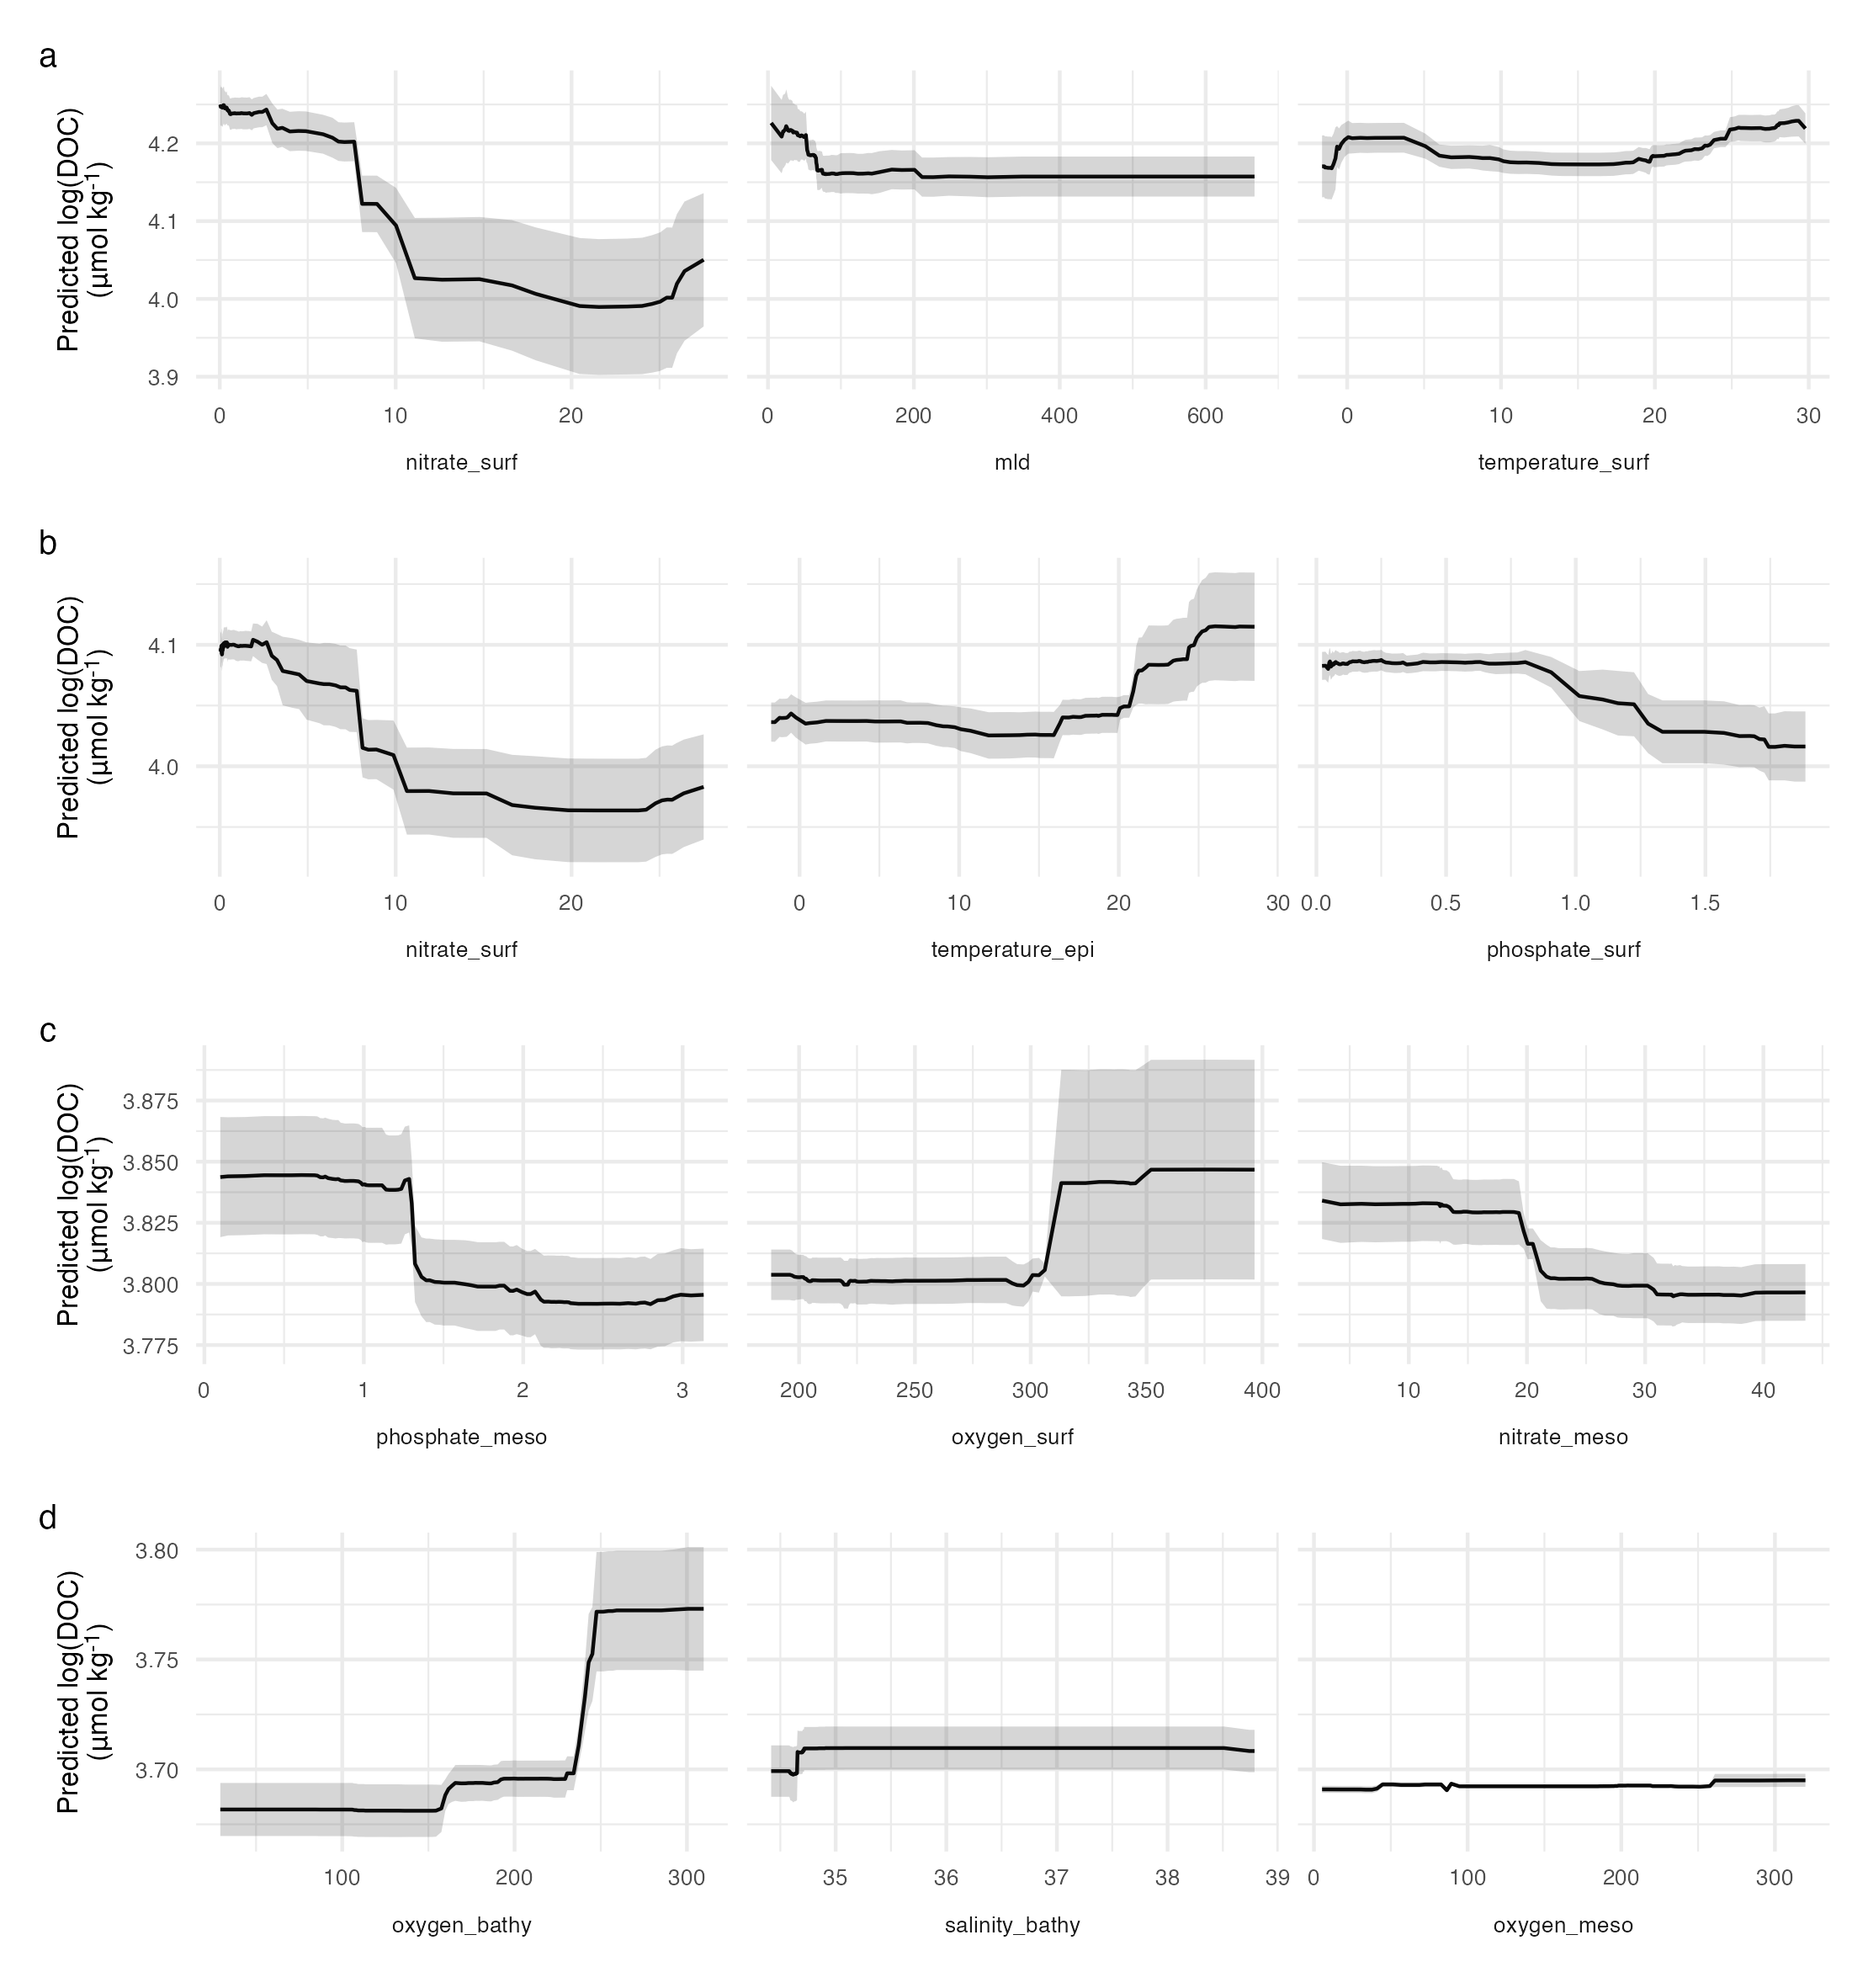 a
Predicted log(DOC)
(µmol kg⁻¹)
4.2
4.1
4.0
3.9
0 10 20
0 200 400 600
0 10 20 30
nitrate_surf mld temperature_surf
b
Predicted log(DOC)
(µmol kg⁻¹)
4.1
4.0
0 10 20
0 10 20 30
0.0 0.5 1.0 1.5
nitrate_surf temperature_epi phosphate_surf
c
Predicted log(DOC)
(µmol kg⁻¹)
3.875
3.850
3.825
3.800
3.775
0 1 2 3
200 250 300 350 400
10 20 30 40
phosphate_meso oxygen_surf nitrate_meso
d
Predicted log(DOC)
(µmol kg⁻¹)
3.80
3.75
3.70
100 200 300
35 36 37 38 39
0 100 200 300
oxygen_bathy salinity_bathy oxygen_meso